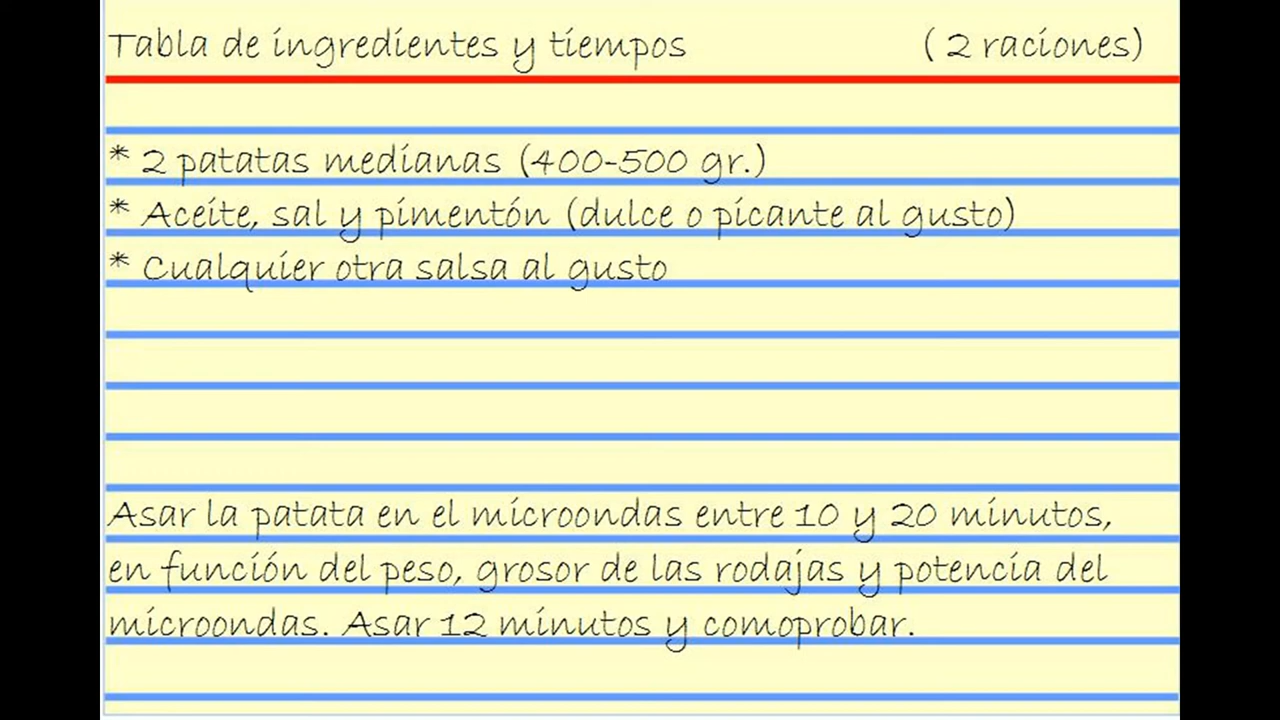 Tabla de ingredientes y tiempos ( 2 raciones)
* 2 patatas medianas (400-500 gr.)
* Aceite, sal y pimentón (dulce o picante al gusto)
* Cualquier otra salsa al gusto
Asar la patata en el microondas entre 10 y 20 minutos,
en función del peso, grosor de las rodajas y potencia del
microondas. Asar 12 minutos y comoprobar.